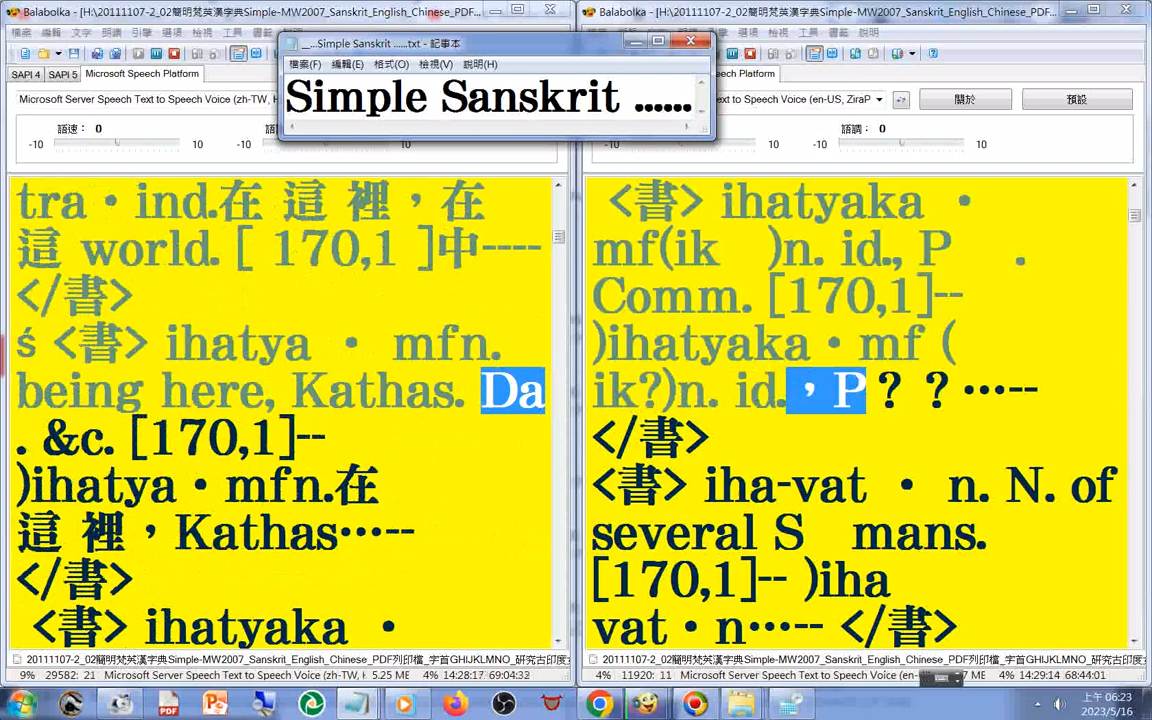 Balabolka - [H:\20111107-2_02簡明梵英漢字典Simple-MW2007_Sanskrit_English_Chinese_PDF...
Balabolka - [H:\20111107-2_02簡明梵英漢字典Simple-MW2007_Sanskrit_English_Chinese_PDF...
__...Simple Sanskrit ......txt - 記事本
檔案(F) 編輯(E) 格式(O) 檢視(V) 說明(H)
Simple Sanskrit ......
SAPI 4 SAPI 5 Microsoft Speech Platform
eech Platform
Microsoft Server Speech Text to Speech Voice (zh-TW, H
ext to Speech Voice (en-US, ZiraP
關於
預設
語速: 0
語調: 0
-10 10
-10 10
tra・ind.在 這 裡，在
這 world. [ 170,1 ]中----
</書>
ś <書> ihatya ・ mfn.
being here, Kathas. Da
. &c. [170,1]--
)ihatya・mfn.在
這 裡，Kathas…--
</書>
<書> ihatyaka ・
<書> ihatyaka ・
mf(ik )n. id., P .
Comm. [170,1]--
)ihatyaka・mf (
ik?)n. id.，P？？…--
</書>
<書> iha-vat ・ n. N. of
several S mans.
[170,1]-- )iha
vat・n…-- </書>
20111107-2_02簡明梵英漢字典Simple-MW2007_Sanskrit_English_Chinese_PDF列印檔_字首GHIJKLMNO_研究古印度
20111107-2_02簡明梵英漢字典Simple-MW2007_Sanskrit_English_Chinese_PDF列印檔_字首GHIJKLMNO_研究古印度
9% 29582: 21 Microsoft Server Speech Text to Speech Voice (zh-TW, 5.25 ME 14:28:17 69:04:33
4% 11920: 11 Microsoft Server Speech Text to Speech Voice (en-US, ME 14:29:14 68:44:01
上午 06:23
2023/5/16